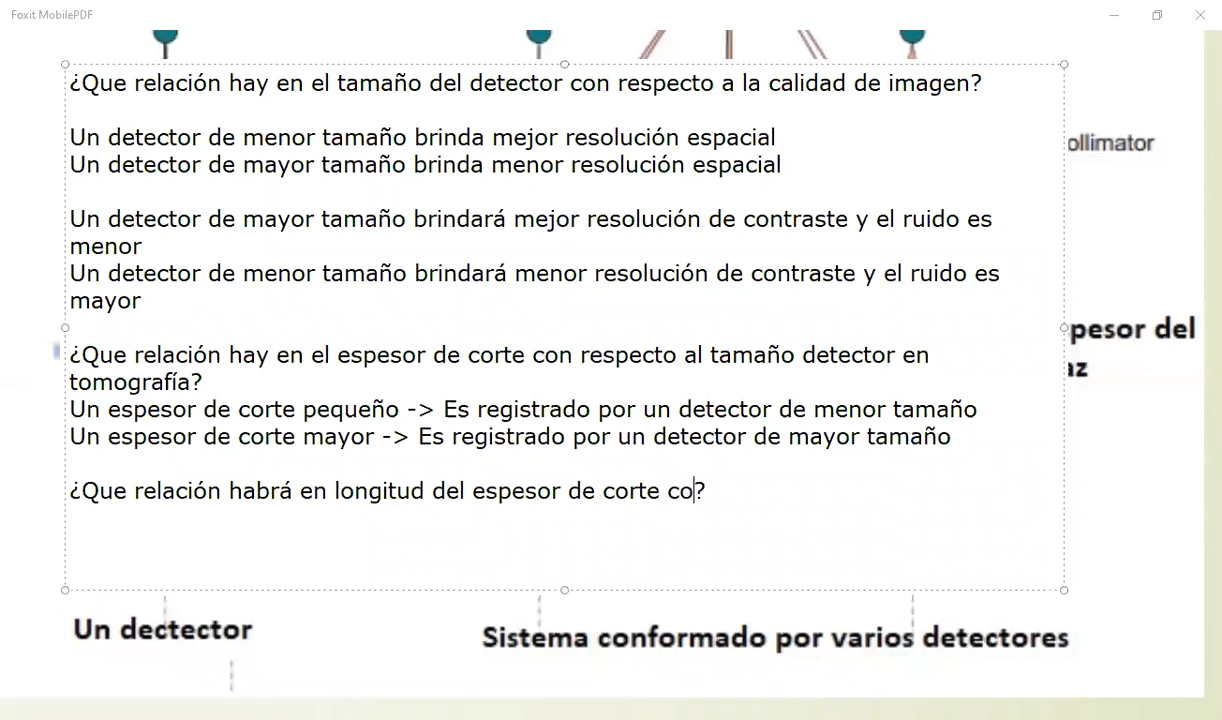 Foxit MobilePDF
¿Que relación hay en el tamaño del detector con respecto a la calidad de imagen?
Un detector de menor tamaño brinda mejor resolución espacial
Un detector de mayor tamaño brinda menor resolución espacial
ollimator
Un detector de mayor tamaño brindará mejor resolución de contraste y el ruido es
menor
Un detector de menor tamaño brindará menor resolución de contraste y el ruido es
mayor
pesor del
az
¿Que relación hay en el espesor de corte con respecto al tamaño detector en
tomografía?
Un espesor de corte pequeño -> Es registrado por un detector de menor tamaño
Un espesor de corte mayor -> Es registrado por un detector de mayor tamaño
¿Que relación habrá en longitud del espesor de corte co?
Un dectector
Sistema conformado por varios detectores